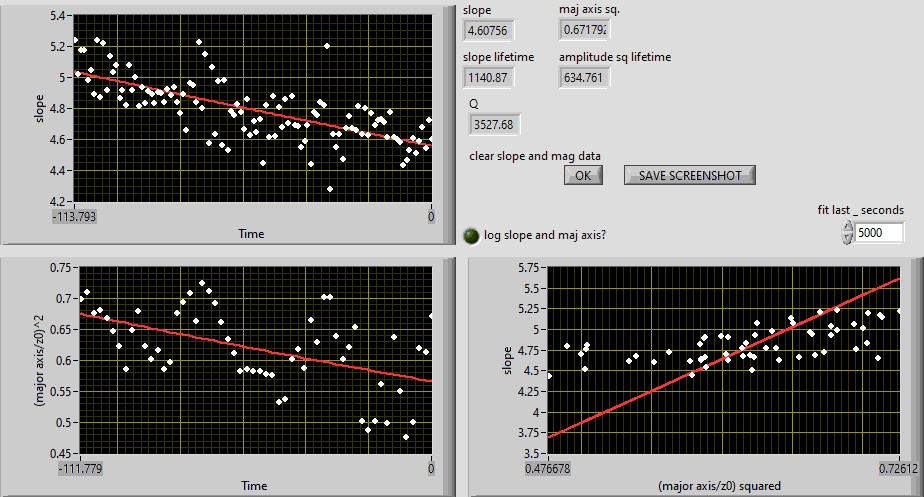 slope
maj axis sq.
4.60756
0.671792
slope lifetime
amplitude sq lifetime
1140.87
634.761
Q
3527.68
clear slope and mag data
OK
SAVE SCREENSHOT
fit last _ seconds
log slope and maj axis?
5000
5.4
5.2
5
4.8
4.6
4.4
4.2
slope
-113.793
0
Time
0.75
0.7
0.65
0.6
0.55
0.5
0.45
(major axis/z0)^2
-111.779
0
Time
5.75
5.5
5.25
5
4.75
4.5
4.25
4
3.75
3.5
slope
0.476678
0.72612
(major axis/z0) squared